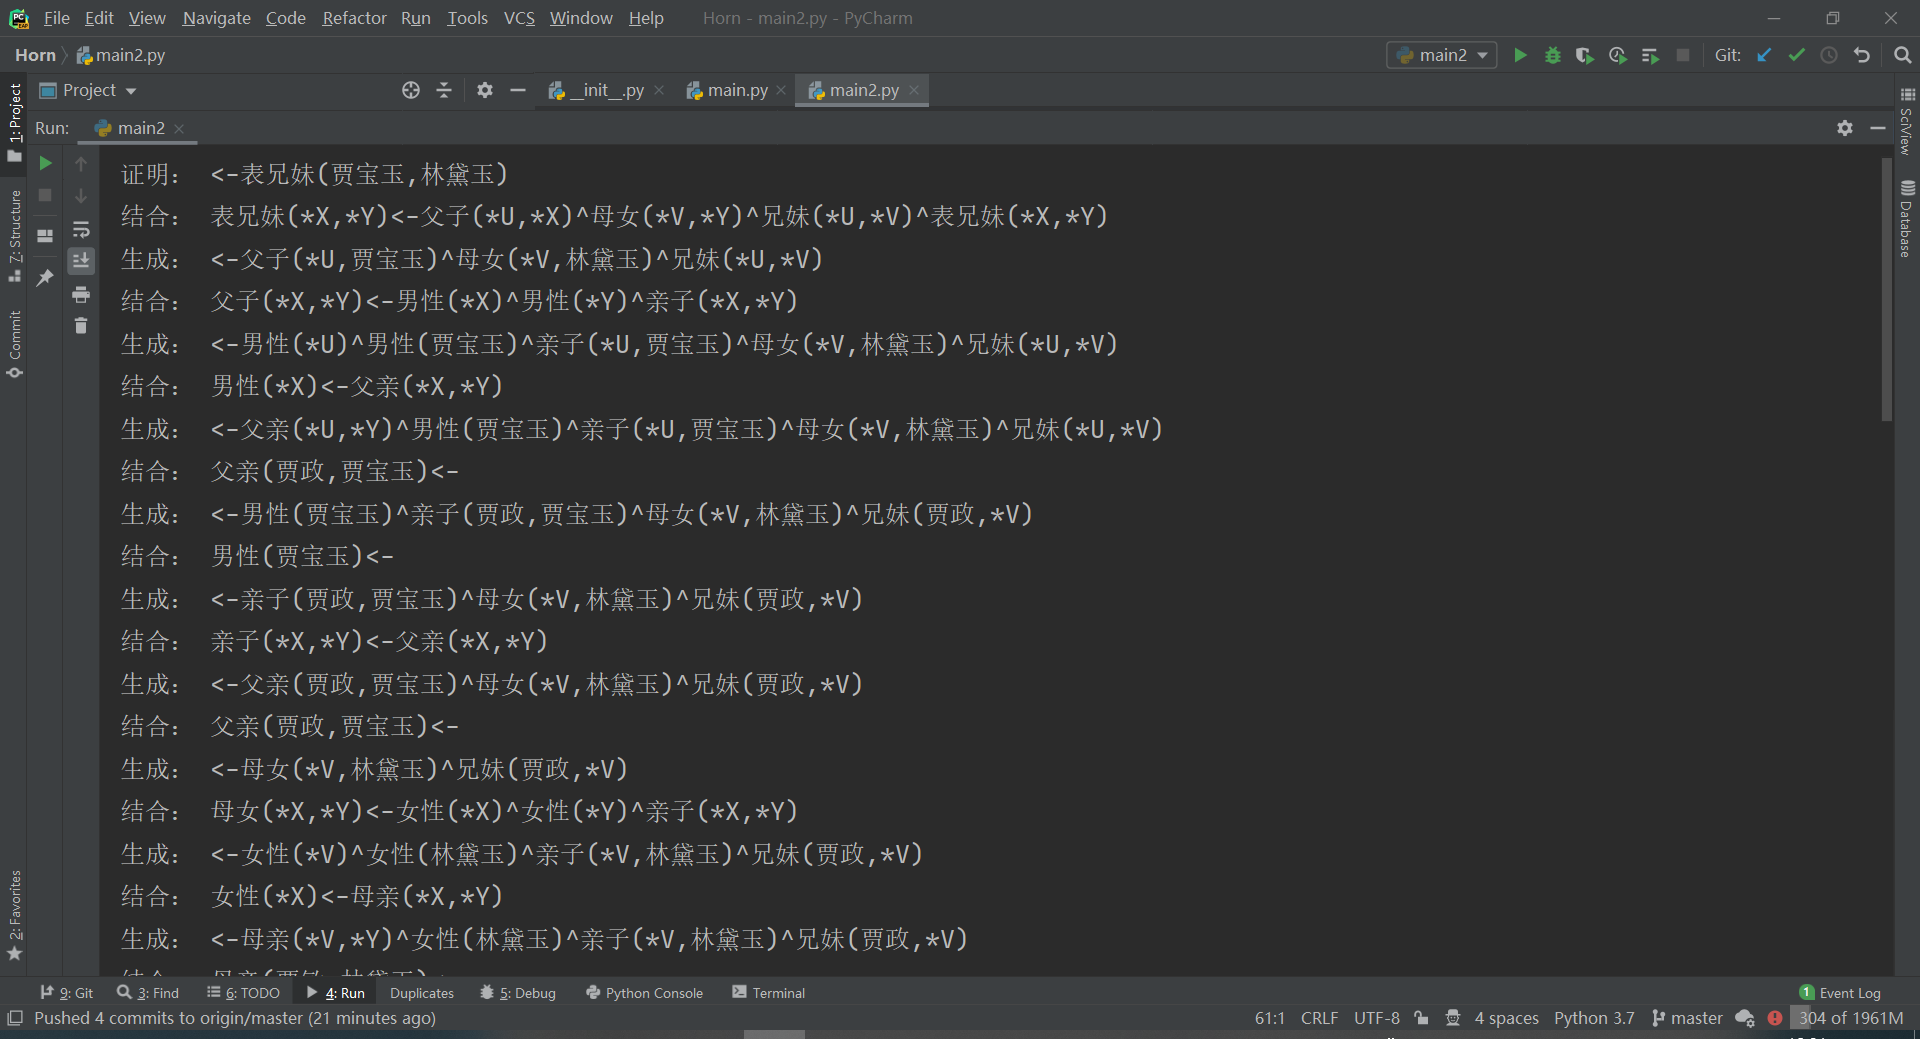 File Edit View Navigate Code Refactor Run Tools VCS Window Help Horn - main2.py - PyCharm
Horn main2.py main2 Git:
Project __init__.py main.py main2.py
Run: main2
1: Project
7: Structure
Commit
2: Favorites
SciView
Database
证明： <-表兄妹(贾宝玉,林黛玉)
结合： 表兄妹(*X,*Y)<-父子(*U,*X)^母女(*V,*Y)^兄妹(*U,*V)^表兄妹(*X,*Y)
生成： <-父子(*U,贾宝玉)^母女(*V,林黛玉)^兄妹(*U,*V)
结合： 父子(*X,*Y)<-男性(*X)^男性(*Y)^亲子(*X,*Y)
生成： <-男性(*U)^男性(贾宝玉)^亲子(*U,贾宝玉)^母女(*V,林黛玉)^兄妹(*U,*V)
结合： 男性(*X)<-父亲(*X,*Y)
生成： <-父亲(*U,*Y)^男性(贾宝玉)^亲子(*U,贾宝玉)^母女(*V,林黛玉)^兄妹(*U,*V)
结合： 父亲(贾政,贾宝玉)<-
生成： <-男性(贾宝玉)^亲子(贾政,贾宝玉)^母女(*V,林黛玉)^兄妹(贾政,*V)
结合： 男性(贾宝玉)<-
生成： <-亲子(贾政,贾宝玉)^母女(*V,林黛玉)^兄妹(贾政,*V)
结合： 亲子(*X,*Y)<-父亲(*X,*Y)
生成： <-父亲(贾政,贾宝玉)^母女(*V,林黛玉)^兄妹(贾政,*V)
结合： 父亲(贾政,贾宝玉)<-
生成： <-母女(*V,林黛玉)^兄妹(贾政,*V)
结合： 母女(*X,*Y)<-女性(*X)^女性(*Y)^亲子(*X,*Y)
生成： <-女性(*V)^女性(林黛玉)^亲子(*V,林黛玉)^兄妹(贾政,*V)
结合： 女性(*X)<-母亲(*X,*Y)
生成： <-母亲(*V,*Y)^女性(林黛玉)^亲子(*V,林黛玉)^兄妹(贾政,*V)
9: Git 3: Find 6: TODO 4: Run Duplicates 5: Debug Python Console Terminal 1 Event Log
Pushed 4 commits to origin/master (21 minutes ago) 61:1 CRLF UTF-8 4 spaces Python 3.7 master 304 of 1961M